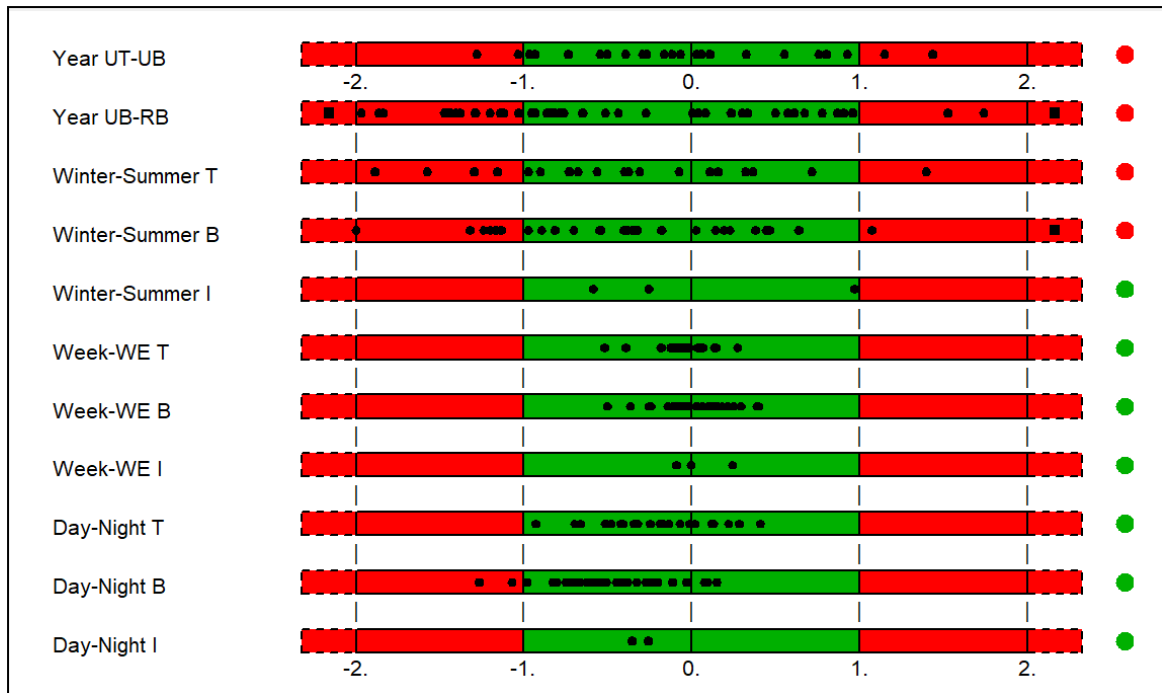 Year UT-UB
-2. -1. 0. 1. 2.
Year UB-RB
Winter-Summer T
Winter-Summer B
Winter-Summer I
Week-WE T
Week-WE B
Week-WE I
Day-Night T
Day-Night B
Day-Night I
-2. -1. 0. 1. 2.